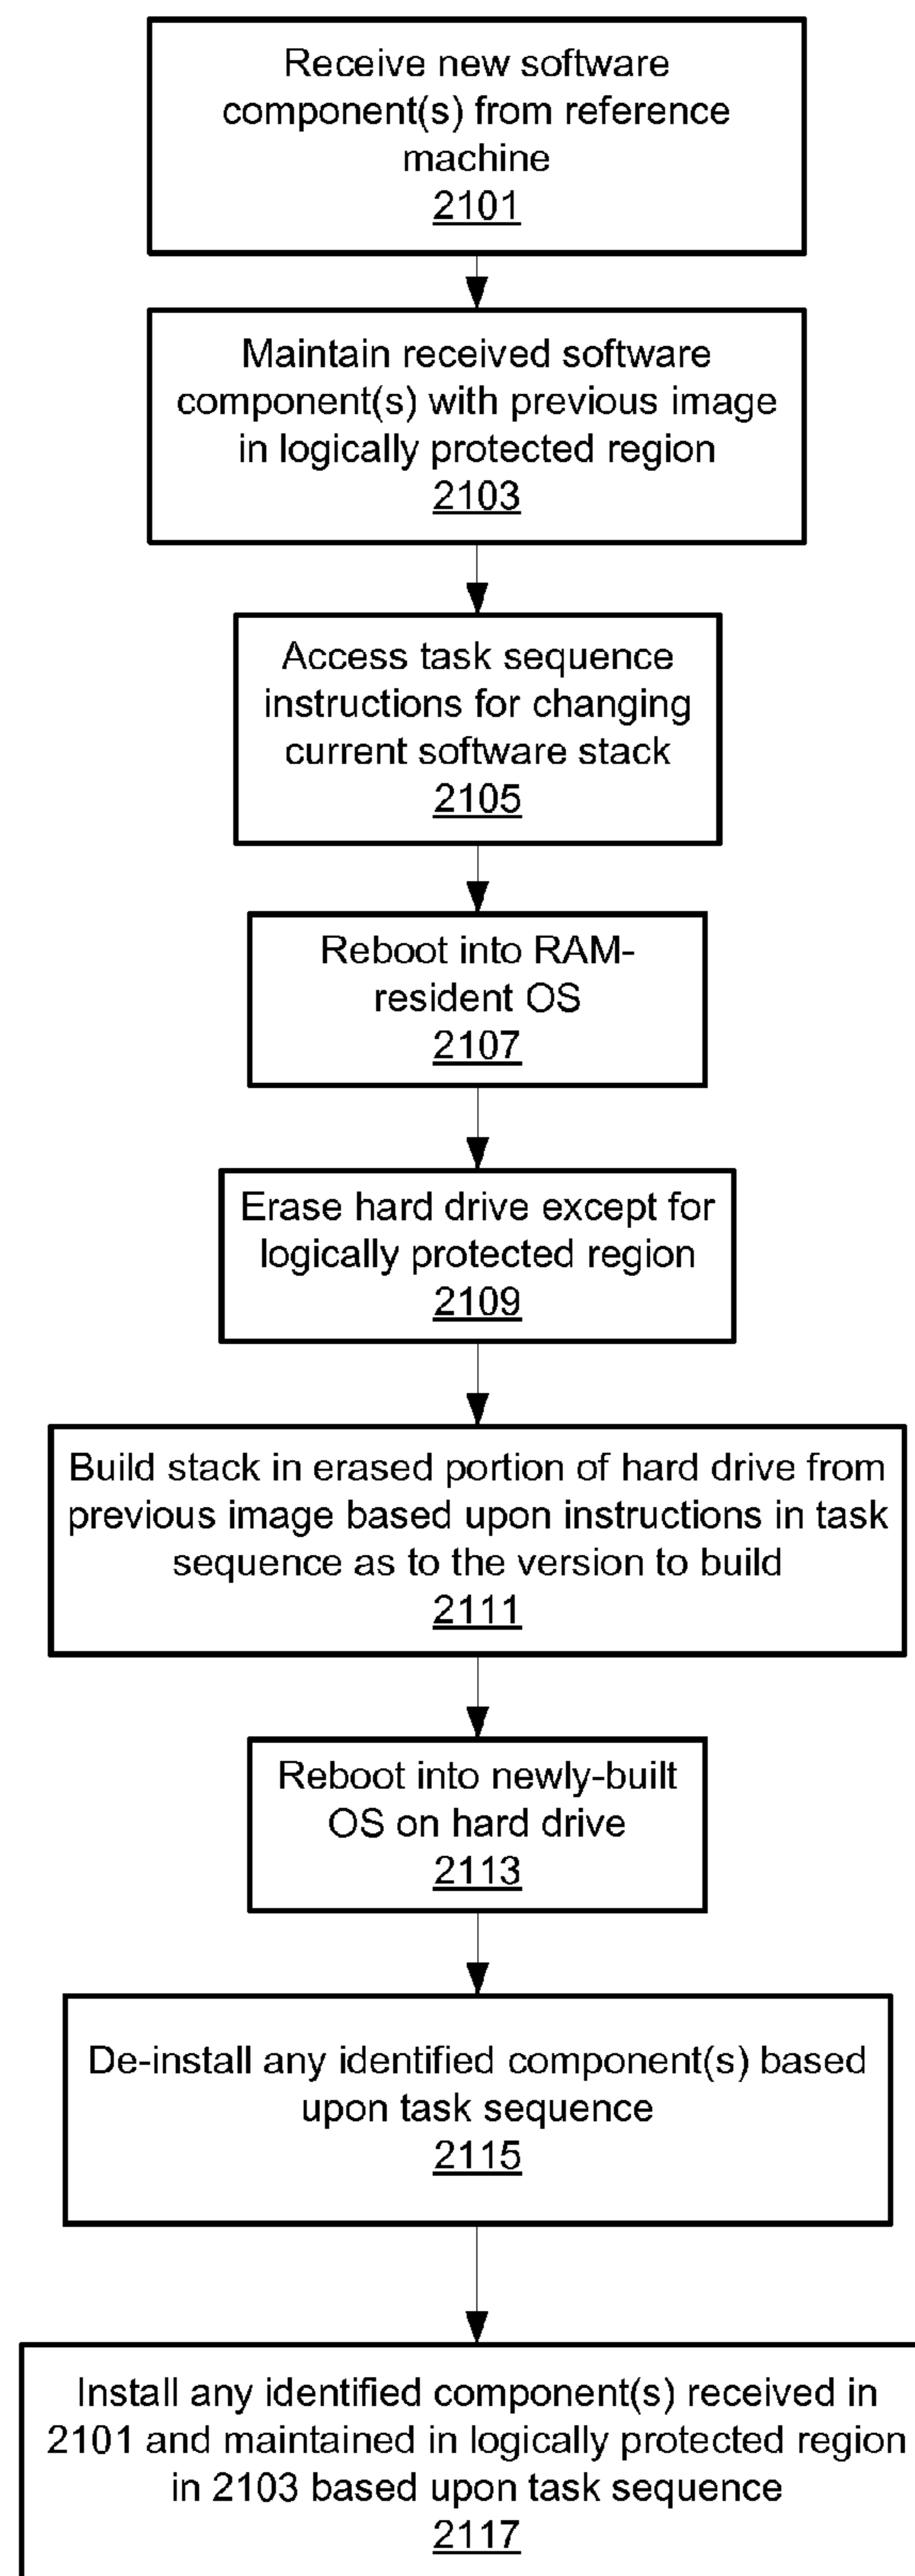 Receive new software
component(s) from reference
machine
2101
Maintain received software
component(s) with previous image
in logically protected region
2103
Access task sequence
instructions for changing
current software stack
2105
Reboot into RAM-
resident OS
2107
Erase hard drive except for
logically protected region
2109
Build stack in erased portion of hard drive from
previous image based upon instructions in task
sequence as to the version to build
2111
Reboot into newly-built
OS on hard drive
2113
De-install any identified component(s) based
upon task sequence
2115
Install any identified component(s) received in
2101 and maintained in logically protected region
in 2103 based upon task sequence
2117